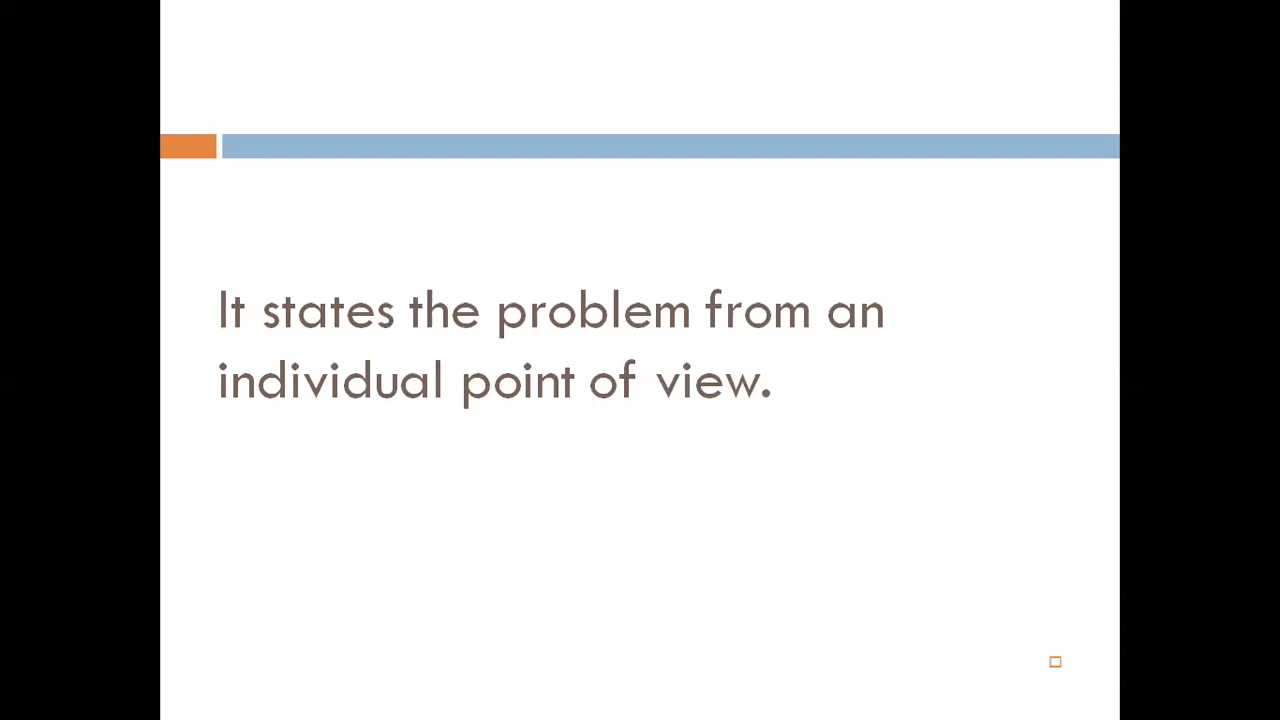 It states the problem from an
individual point of view.